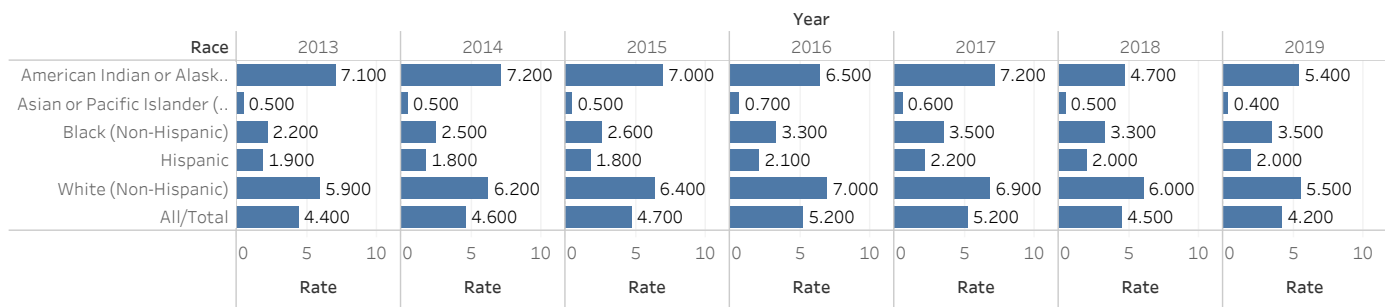 Year
Race 2013 2014 2015 2016 2017 2018 2019
American Indian or Alask.. 7.100 7.200 7.000 6.500 7.200 4.700 5.400
Asian or Pacific Islander (.. 0.500 0.500 0.500 0.700 0.600 0.500 0.400
Black (Non-Hispanic) 2.200 2.500 2.600 3.300 3.500 3.300 3.500
Hispanic 1.900 1.800 1.800 2.100 2.200 2.000 2.000
White (Non-Hispanic) 5.900 6.200 6.400 7.000 6.900 6.000 5.500
All/Total 4.400 4.600 4.700 5.200 5.200 4.500 4.200
0 5 10 0 5 10 0 5 10 0 5 10 0 5 10 0 5 10 0 5 10
Rate Rate Rate Rate Rate Rate Rate